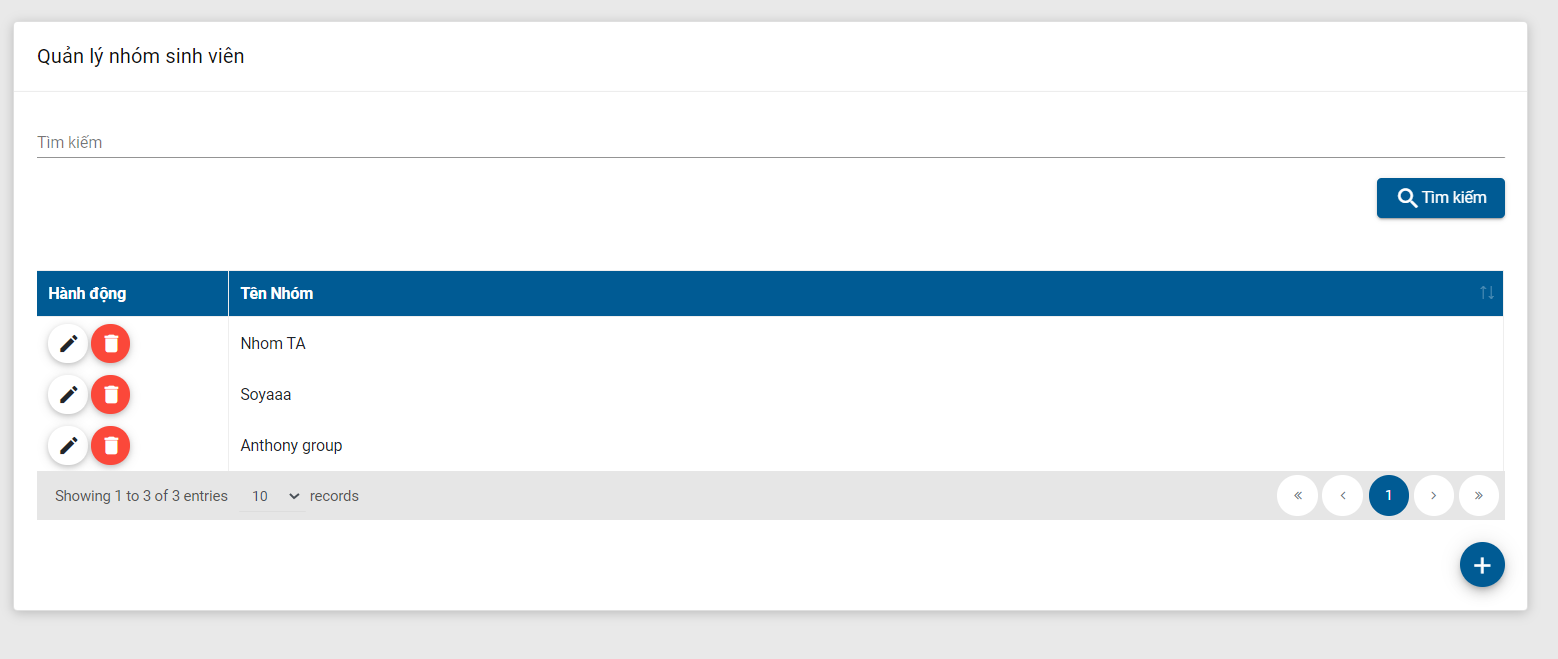 Quản lý nhóm sinh viên
Tìm kiếm
Tìm kiếm
Hành động Tên Nhóm
Nhom TA
Soyaaa
Anthony group
Showing 1 to 3 of 3 entries 10 records « ‹ 1 › »